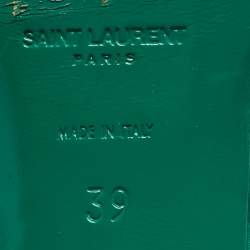 SAINT LAURENT
PARIS
MADE IN ITALY
39